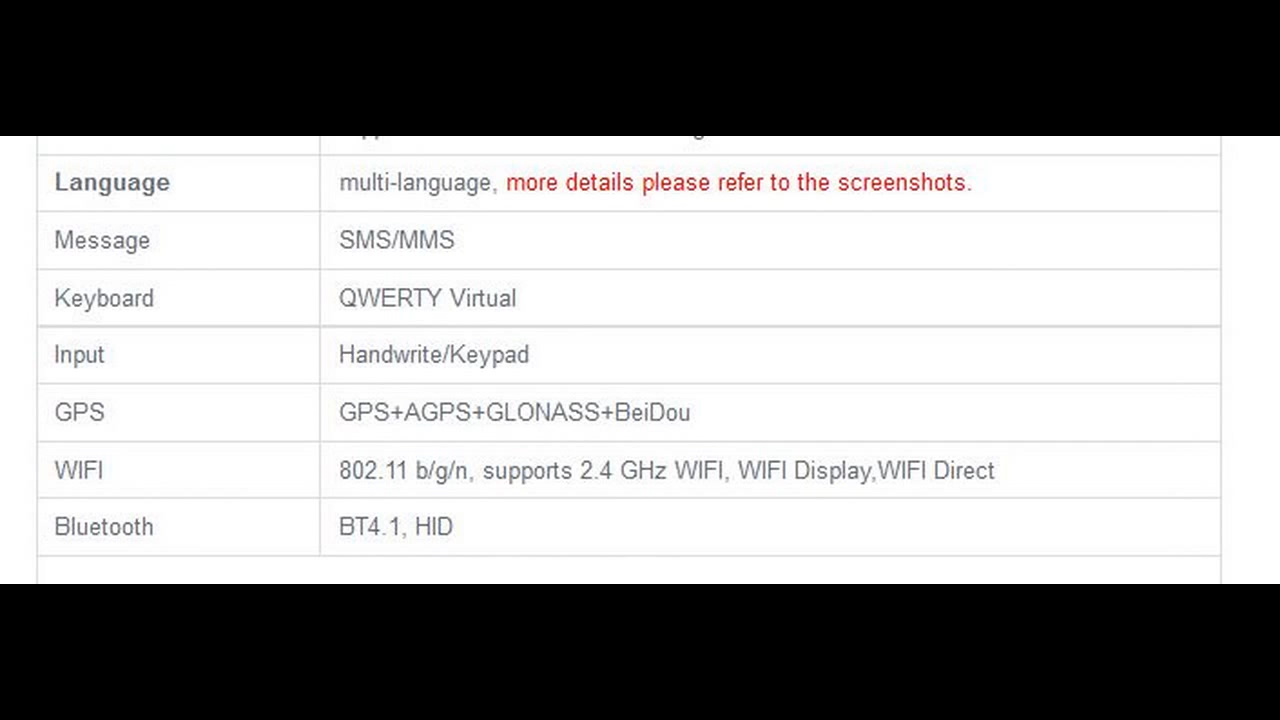 Language multi-language, more details please refer to the screenshots.
Message SMS/MMS
Keyboard QWERTY Virtual
Input Handwrite/Keypad
GPS GPS+AGPS+GLONASS+BeiDou
WIFI 802.11 b/g/n, supports 2.4 GHz WIFI, WIFI Display,WIFI Direct
Bluetooth BT4.1, HID